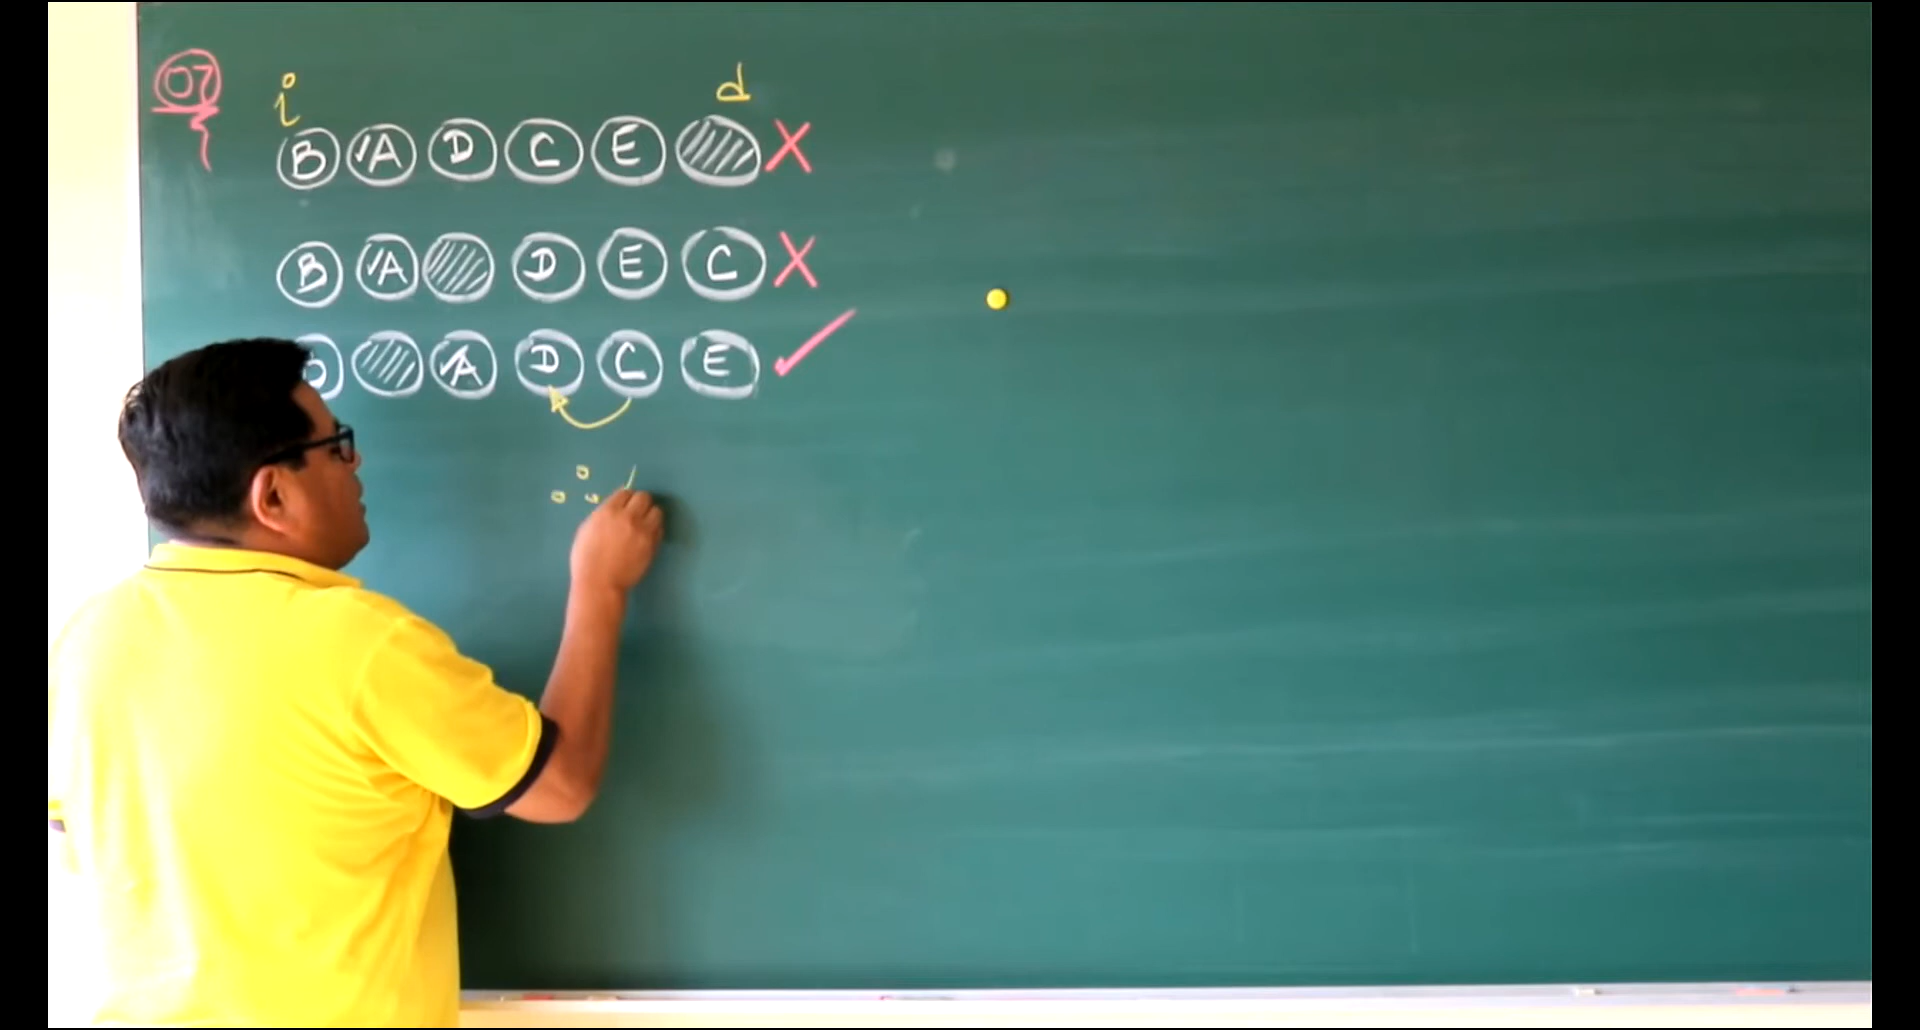 07
i d
B √A D C E X
B √A D E C X
√A D C E ✓